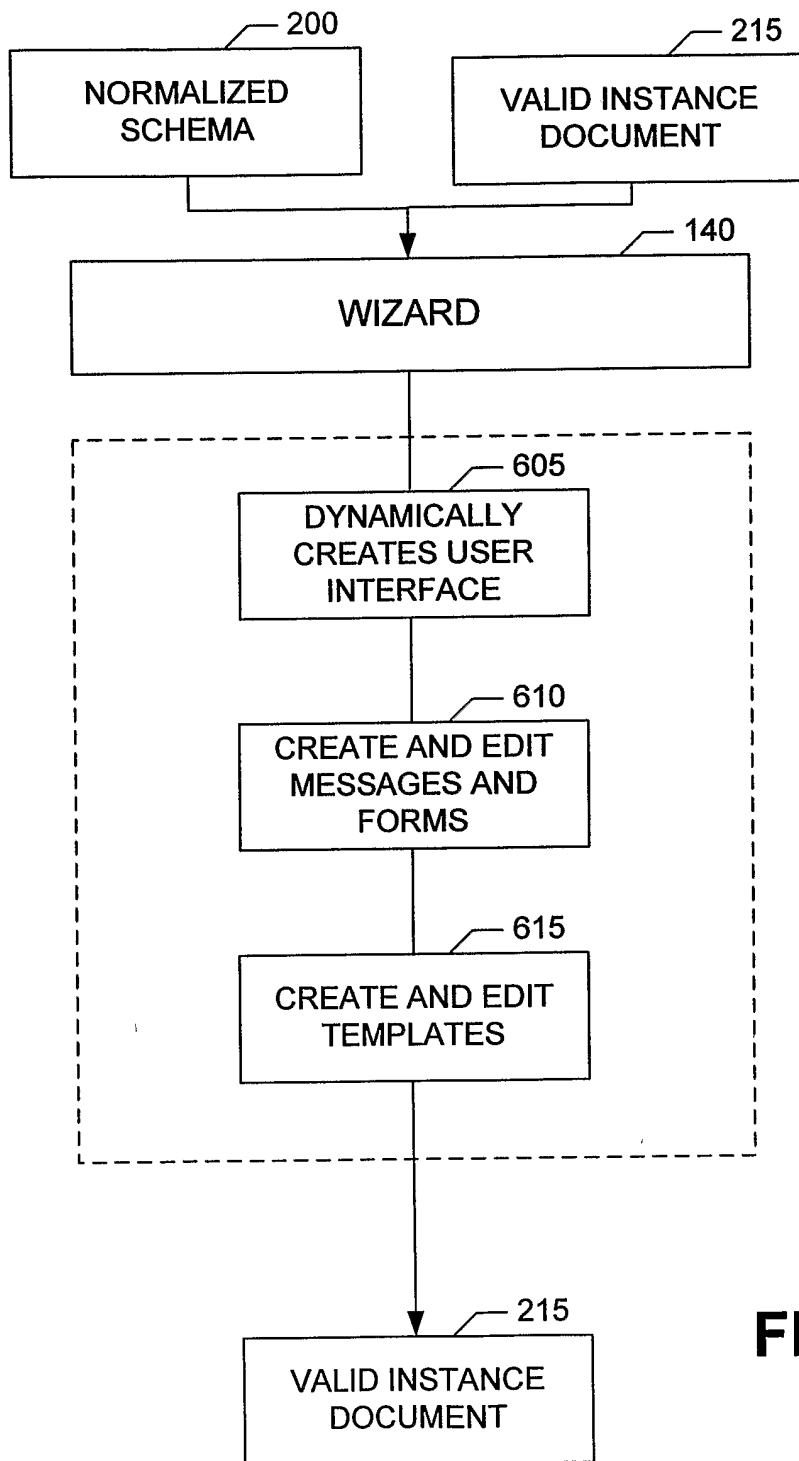 200
215
NORMALIZED
SCHEMA
VALID INSTANCE
DOCUMENT
140
WIZARD
605
DYNAMICALLY
CREATES USER
INTERFACE
610
CREATE AND EDIT
MESSAGES AND
FORMS
615
CREATE AND EDIT
TEMPLATES
215
VALID INSTANCE
DOCUMENT